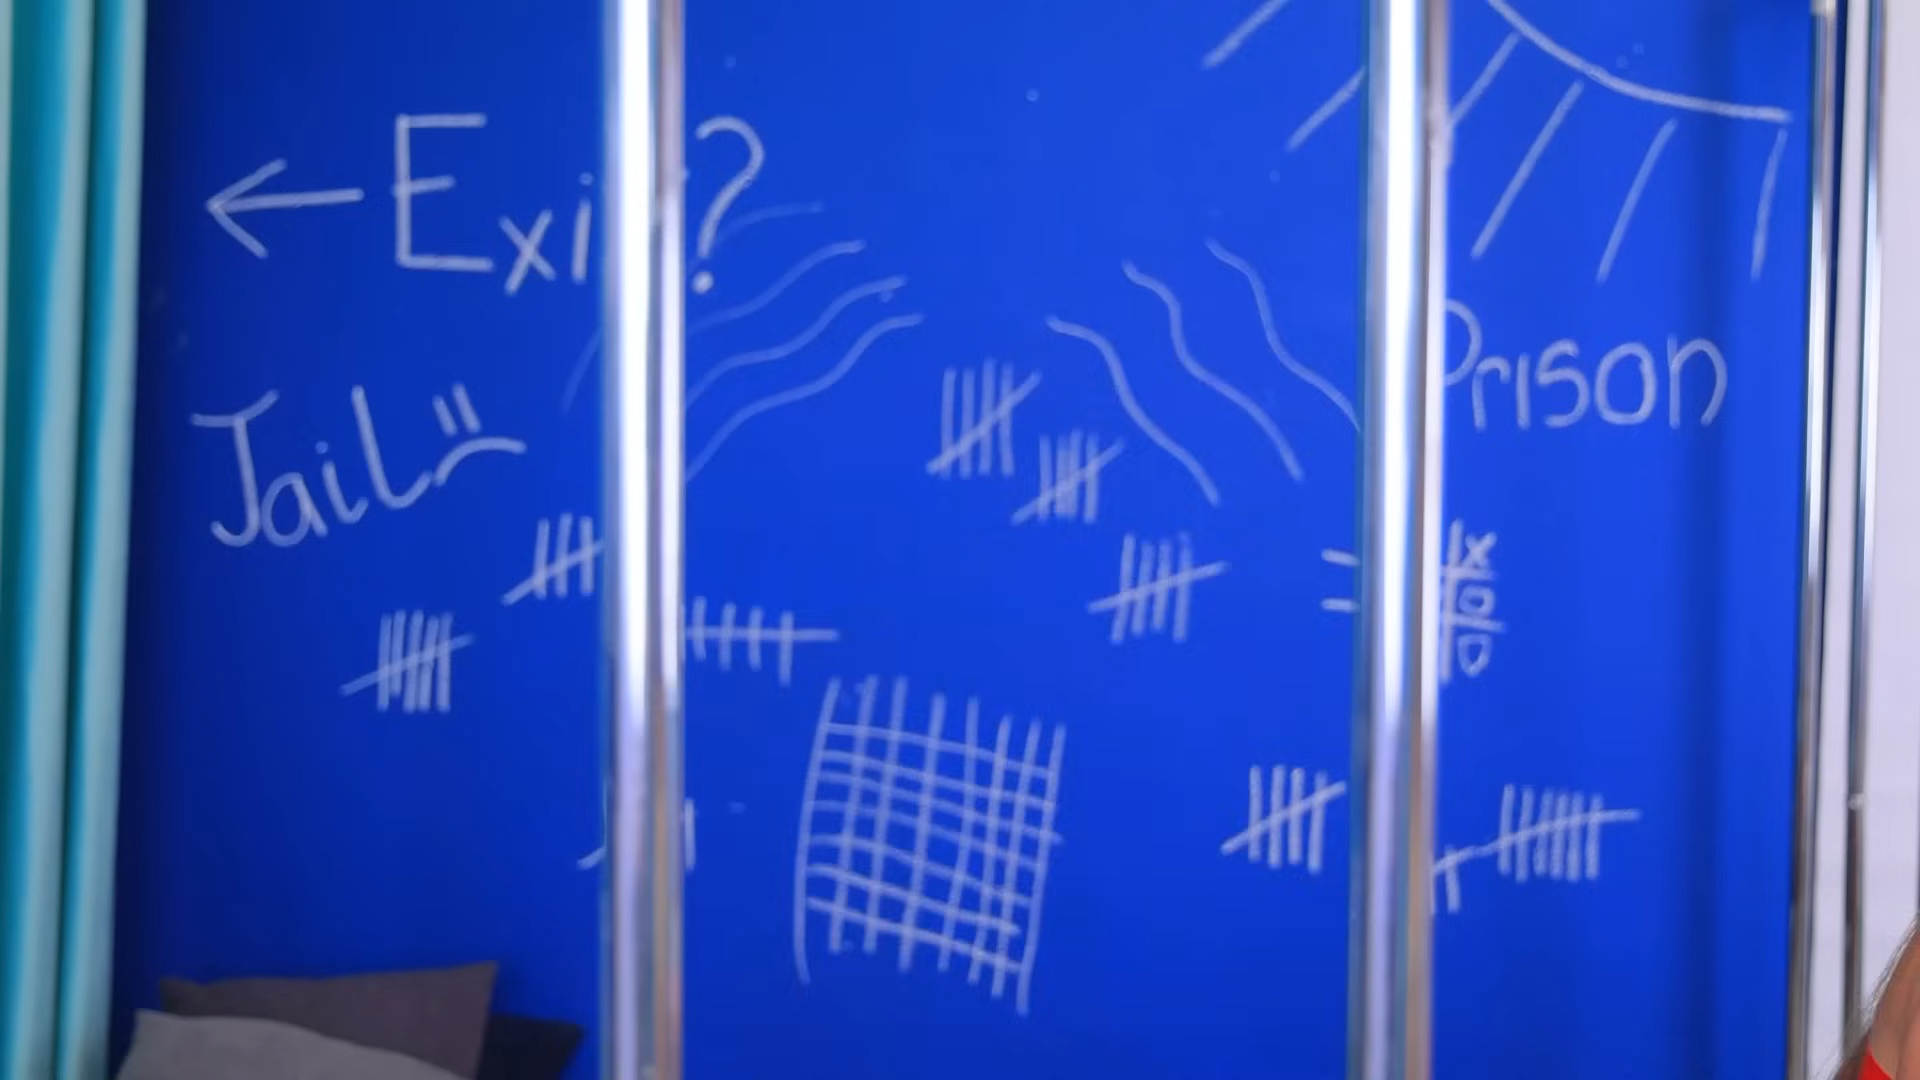 ← Exi ?
Jail
Prison
x
o
o